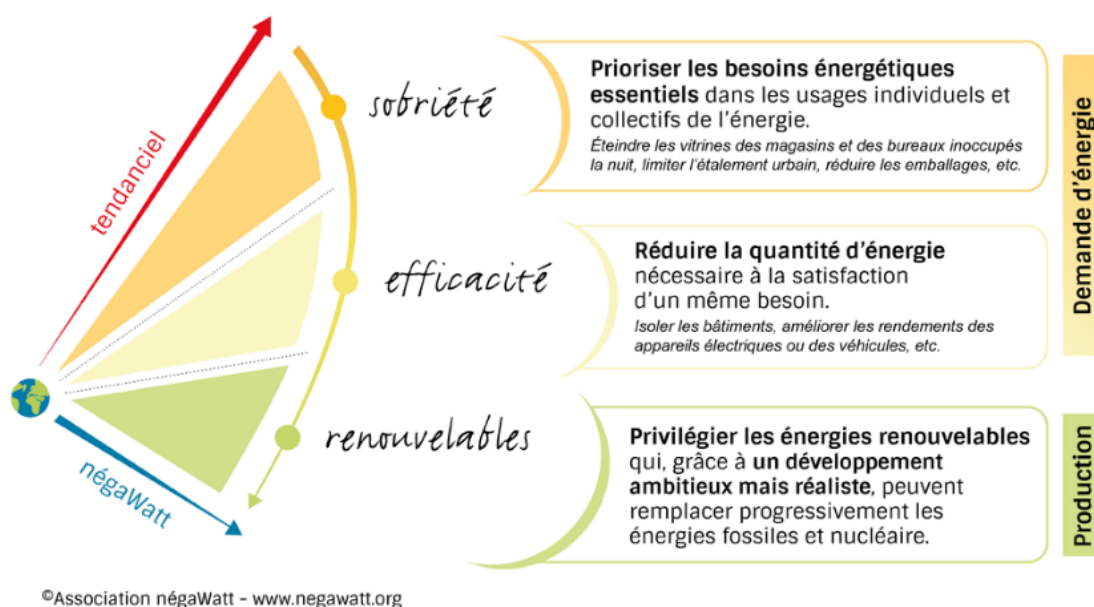 tendanciel
négaWatt
sobriété
Prioriser les besoins énergétiques
essentiels dans les usages individuels et
collectifs de l'énergie.
Éteindre les vitrines des magasins et des bureaux inoccupés
la nuit, limiter l'étalement urbain, réduire les emballages, etc.
efficacité
Réduire la quantité d'énergie
nécessaire à la satisfaction
d'un même besoin.
Isoler les bâtiments, améliorer les rendements des
appareils électriques ou des véhicules, etc.
Demande d'énergie
renouvelables
Privilégier les énergies renouvelables
qui, grâce à un développement
ambitieux mais réaliste, peuvent
remplacer progressivement les
énergies fossiles et nucléaire.
Production
©Association négaWatt - www.negawatt.org